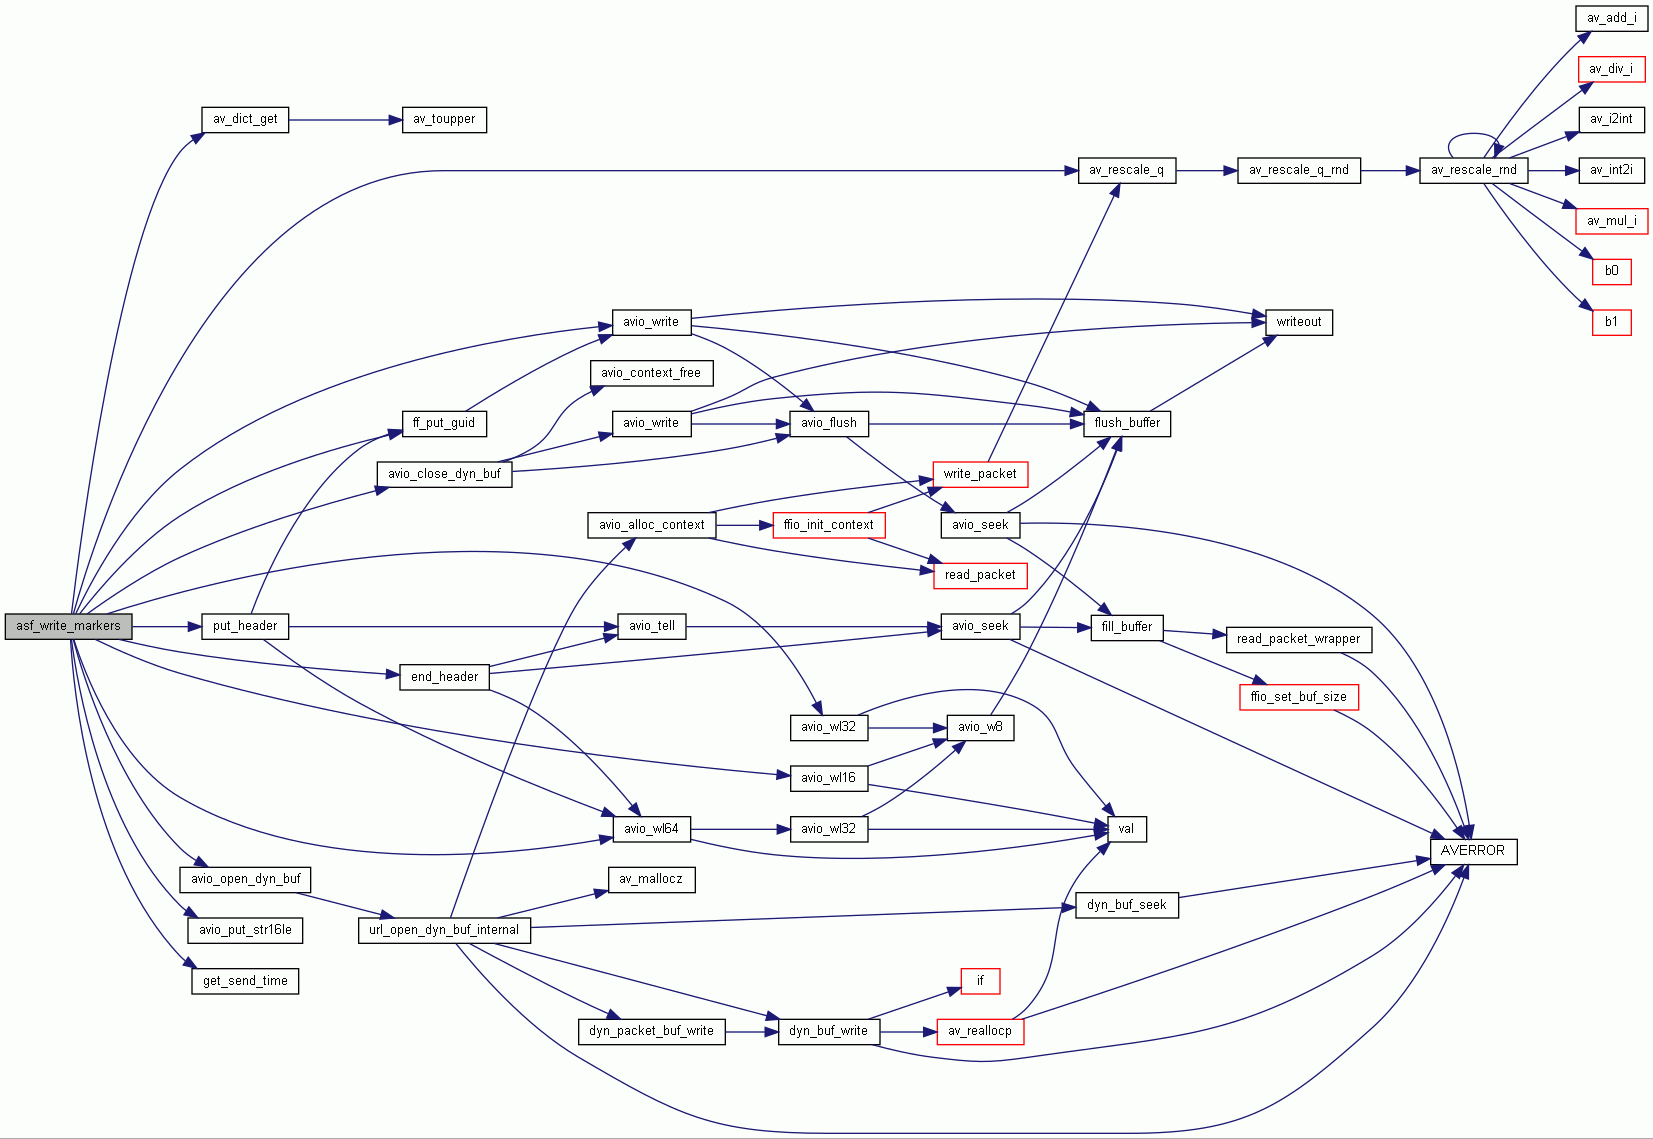 av_add_i
av_div_i
av_dict_get
av_toupper
av_i2int
av_rescale_q
av_rescale_q_rnd
av_rescale_rnd
av_int2i
av_mul_i
b0
avio_write
writeout
b1
avio_context_free
ff_put_guid
avio_write
avio_flush
flush_buffer
avio_close_dyn_buf
write_packet
avio_alloc_context
ffio_init_context
avio_seek
read_packet
asf_write_markers
put_header
avio_tell
avio_seek
fill_buffer
read_packet_wrapper
end_header
ffio_set_buf_size
avio_wl32
avio_w8
avio_wl16
avio_wl64
avio_wl32
val
AVERROR
avio_open_dyn_buf
av_mallocz
dyn_buf_seek
avio_put_str16le
url_open_dyn_buf_internal
get_send_time
if
dyn_packet_buf_write
dyn_buf_write
av_reallocp